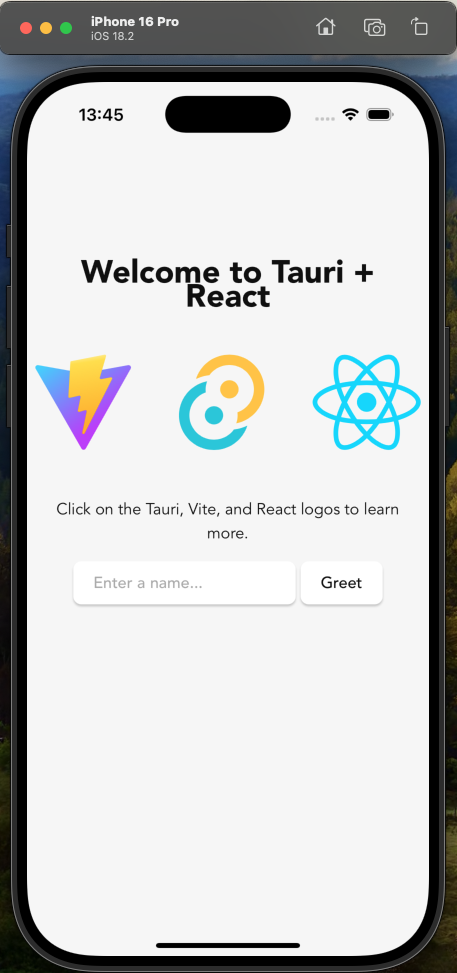 iPhone 16 Pro
iOS 18.2
13:45
Welcome to Tauri +
React
Click on the Tauri, Vite, and React logos to learn
more.
Enter a name...
Greet